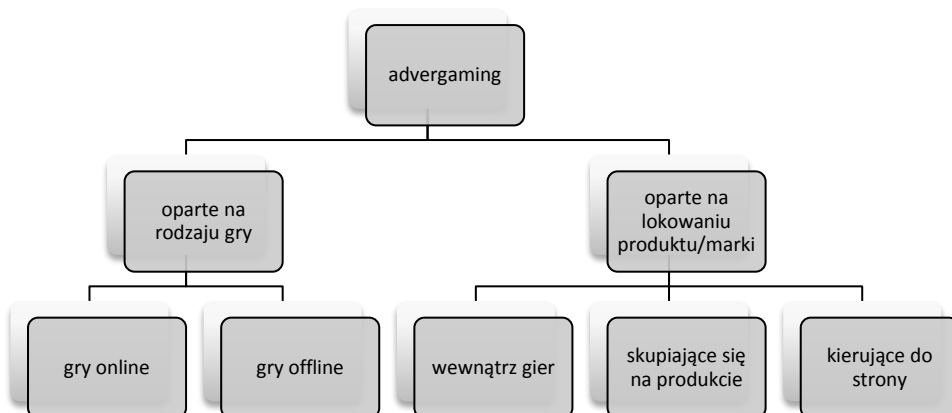 advergaming
oparte na
rodzaju gry
oparte na
lokowaniu
produktu/marki
gry online
gry offline
wewnątrz gier
skupiające się
na produkcie
kierujące do
strony